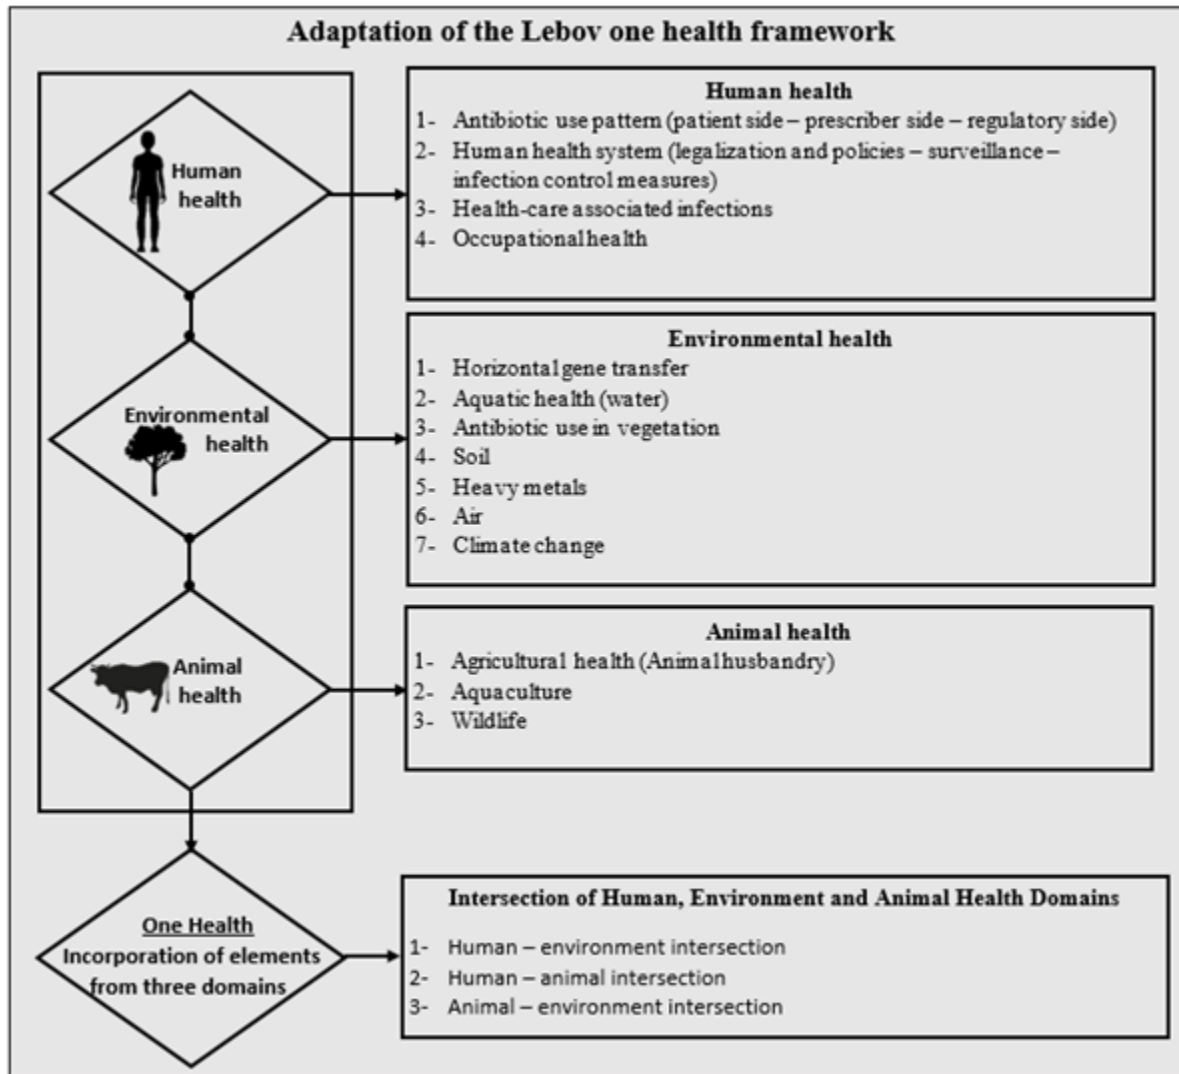 Adaptation of the Lebov one health framework
Human
health
Human health
1- Antibiotic use pattern (patient side – prescriber side – regulatory side)
2- Human health system (legalization and policies – surveillance –
infection control measures)
3- Health-care associated infections
4- Occupational health
Environmental
health
Environmental health
1- Horizontal gene transfer
2- Aquatic health (water)
3- Antibiotic use in vegetation
4- Soil
5- Heavy metals
6- Air
7- Climate change
Animal
health
Animal health
1- Agricultural health (Animal husbandry)
2- Aquaculture
3- Wildlife
One Health
Incorporation of elements
from three domains
Intersection of Human, Environment and Animal Health Domains
1- Human – environment intersection
2- Human – animal intersection
3- Animal – environment intersection